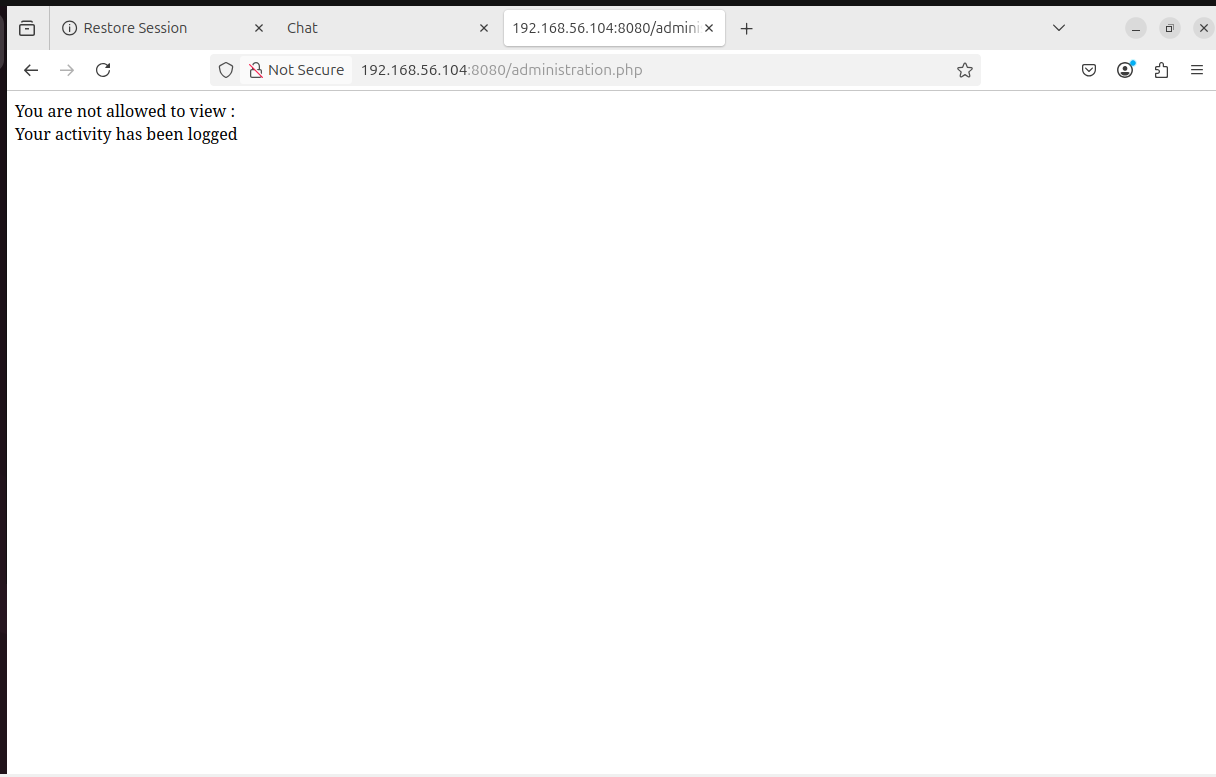 Restore Session
Chat
192.168.56.104:8080/admini
Not Secure
192.168.56.104:8080/administration.php
You are not allowed to view :
Your activity has been logged